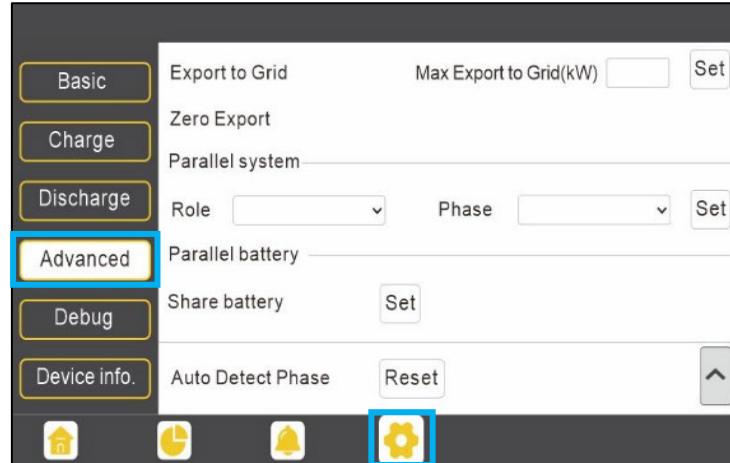 Basic
Charge
Discharge
Advanced
Debug
Device info.
Export to Grid Max Export to Grid(kW) Set
Zero Export
Parallel system
Role Phase Set
Parallel battery
Share battery Set
Auto Detect Phase Reset